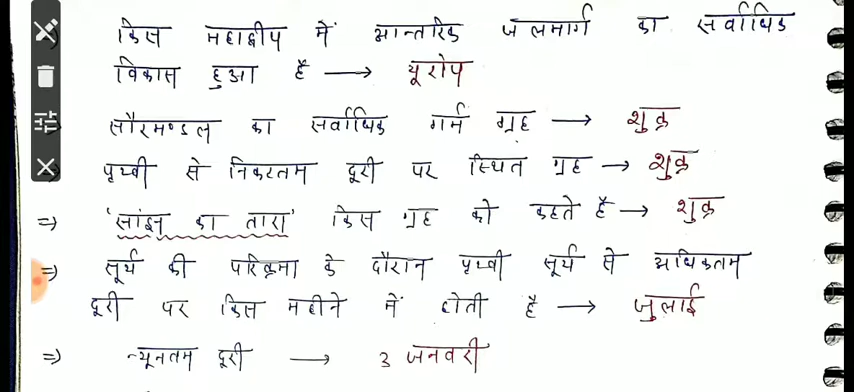 किस महाद्वीप में आन्तरिक जलमार्ग का सर्वाधिक
विकास हुआ है → यूरोप
सौरमण्डल का सर्वाधिक गर्म ग्रह → शुक्र
पृथ्वी से निकटतम दूरी पर स्थित ग्रह → शुक्र
⇒ 'सांझ का तारा' किस ग्रह को कहते है → शुक्र
⇒ सूर्य की परिक्रमा के दौरान पृथ्वी सूर्य से अधिकतम
दूरी पर किस महीने में होती है → जुलाई
⇒ न्यूनतम दूरी → 3 जनवरी